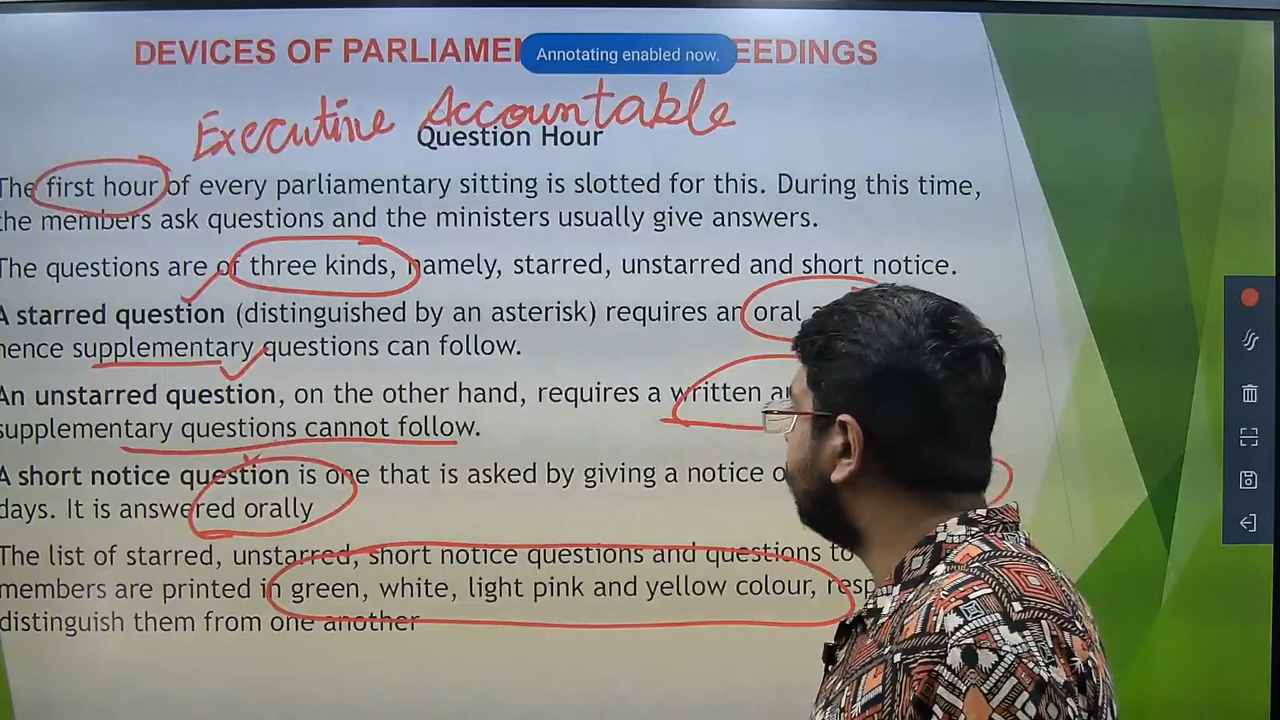 DEVICES OF PARLIAMEN EEDINGS
Annotating enabled now.
Executive Accountable
Question Hour
The first hour of every parliamentary sitting is slotted for this. During this time,
the members ask questions and the ministers usually give answers.
The questions are of three kinds, namely, starred, unstarred and short notice.
A starred question (distinguished by an asterisk) requires an oral
hence supplementary questions can follow.
An unstarred question, on the other hand, requires a written
supplementary questions cannot follow.
A short notice question is one that is asked by giving a notice
days. It is answered orally
The list of starred, unstarred, short notice questions and questions to
members are printed in green, white, light pink and yellow colour,
distinguish them from one another